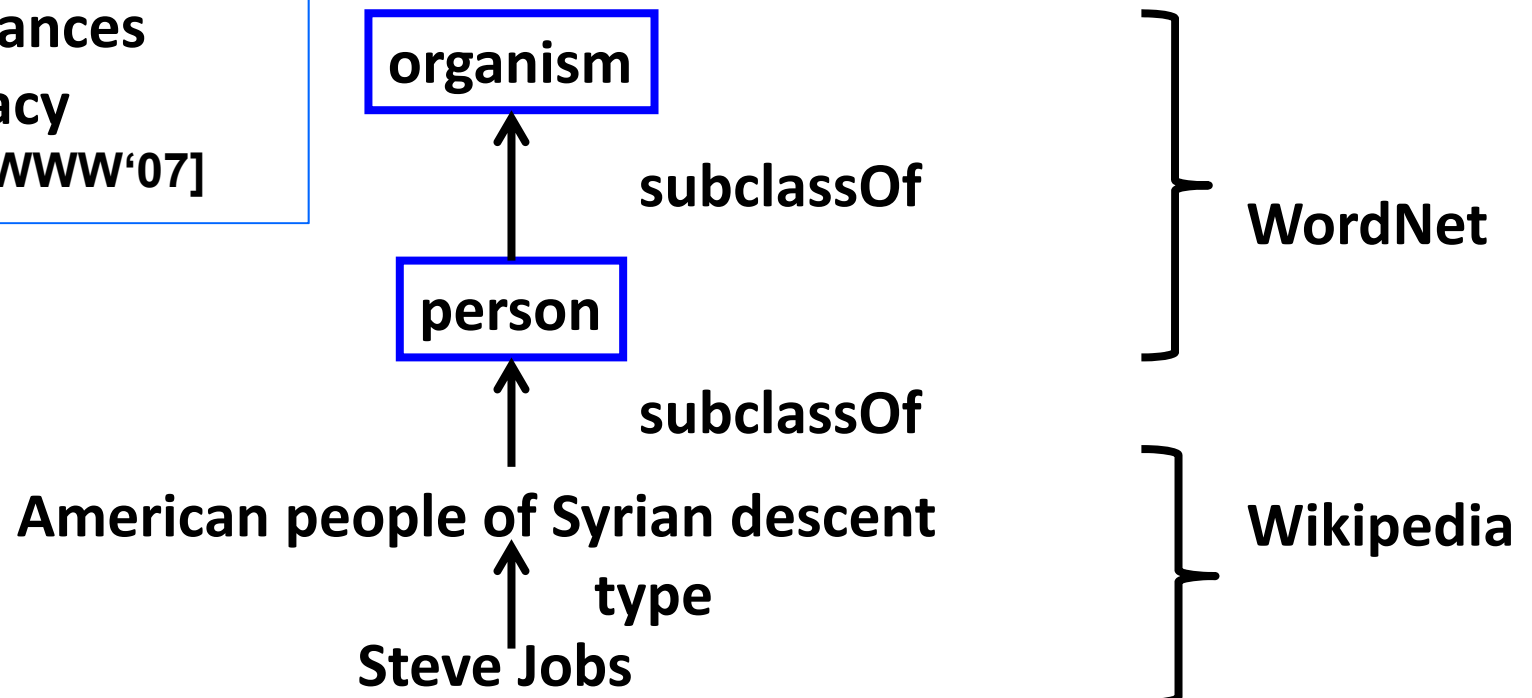 ances
acy
WWW‘07]
organism
subclassOf
WordNet
person
subclassOf
American people of Syrian descent
Wikipedia
type
Steve Jobs